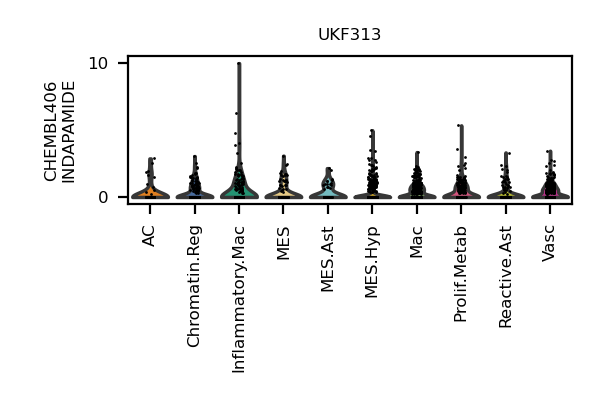 UKF313
CHEMBL406
INDAPAMIDE
10
0
AC
Chromatin.Reg
Inflammatory.Mac
MES
MES.Ast
MES.Hyp
Mac
Prolif.Metab
Reactive.Ast
Vasc